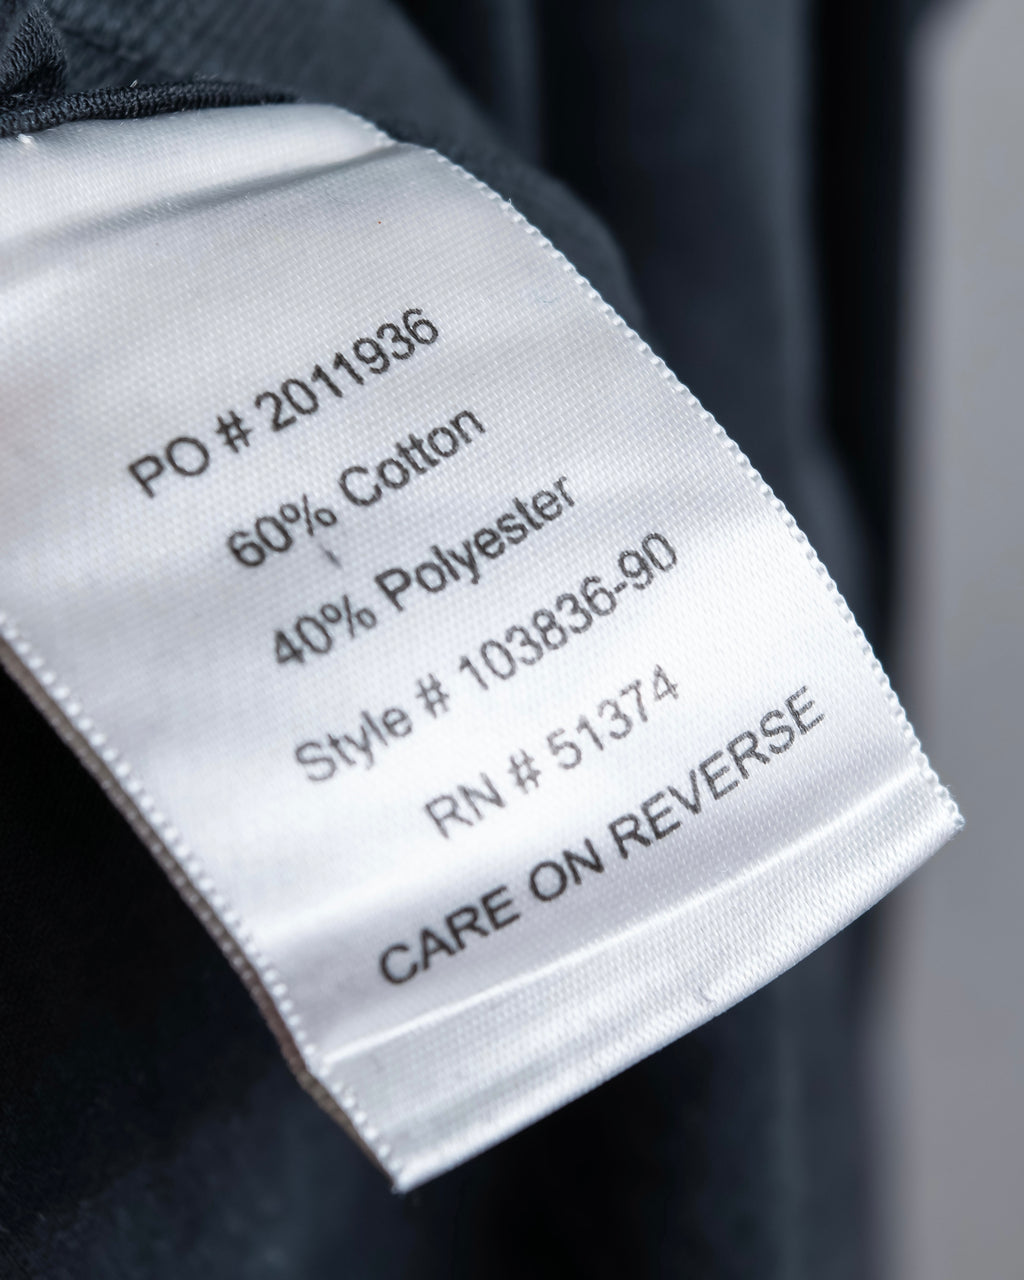 PO # 2011936
60% Cotton
40% Polyester
Style # 103836-90
RN # 51374
CARE ON REVERSE